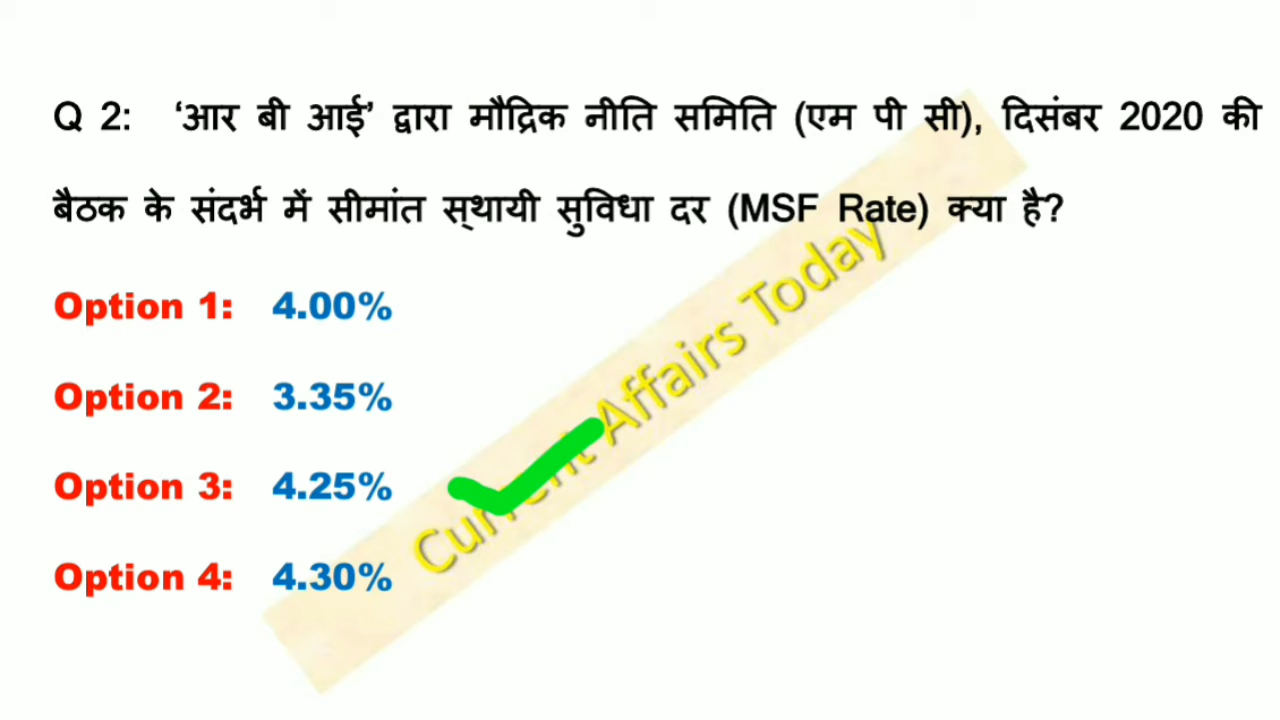 Q 2: ‘आर बी आई’ द्वारा मौद्रिक नीति समिति (एम पी सी), दिसंबर 2020 की
बैठक के संदर्भ में सीमांत स्थायी सुविधा दर (MSF Rate) क्या है?
Option 1: 4.00%
Option 2: 3.35%
Option 3: 4.25%
Option 4: 4.30%
Current Affairs Today